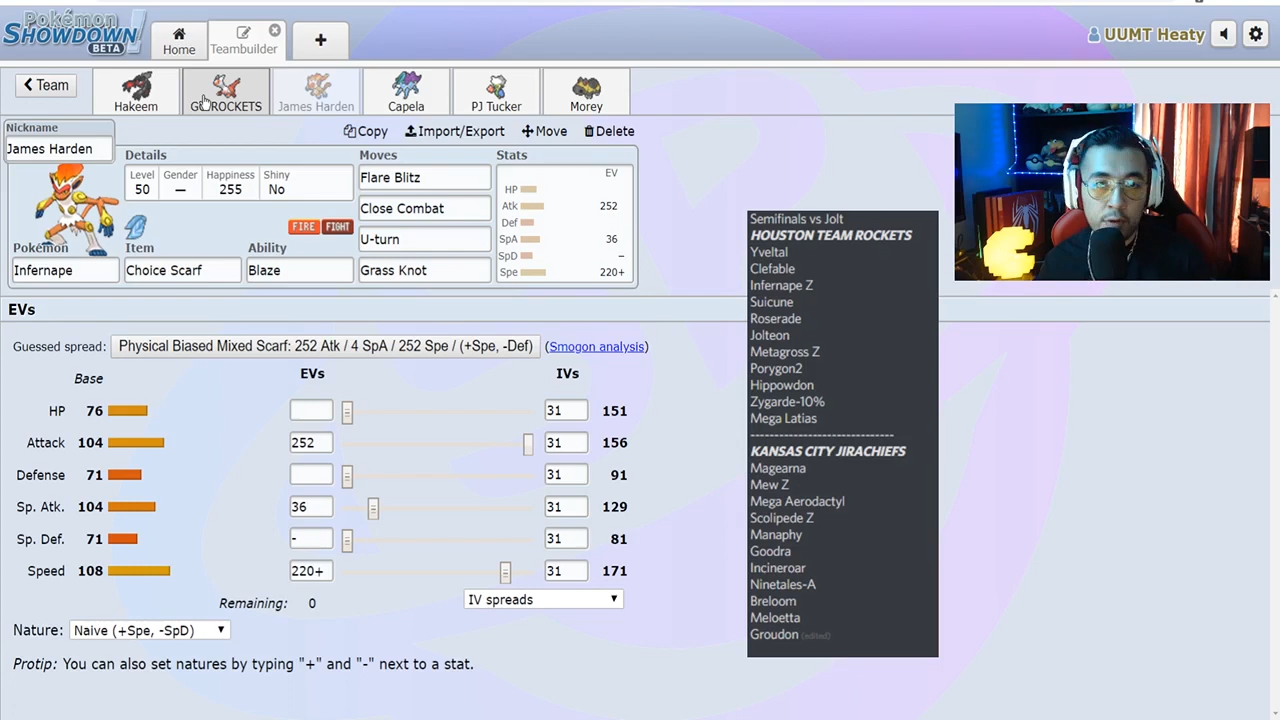 Pokémon
SHOWDOWN!
BETA
Home
Teambuilder
+
UUMT Heaty
Team
Hakeem
James Harden
Capela
PJ Tucker
Morey
Nickname
James Harden
Copy
Import/Export
Move
Delete
Details
Level
50
Gender
—
Happiness
255
Shiny
No
FIRE FIGHT
Pokémon
Infernape
Item
Choice Scarf
Ability
Blaze
Moves
Flare Blitz
Close Combat
U-turn
Grass Knot
Stats
EV
HP
Atk 252
Def
SpA 36
SpD –
Spe 220+
EVs
Guessed spread: Physical Biased Mixed Scarf: 252 Atk / 4 SpA / 252 Spe / (+Spe, -Def) (Smogon analysis)
Base EVs IVs
HP 76 31 151
Attack 104 252 31 156
Defense 71 31 91
Sp. Atk. 104 36 31 129
Sp. Def. 71 - 31 81
Speed 108 220+ 31 171
Remaining: 0
IV spreads
Nature: Naive (+Spe, -SpD)
Protip: You can also set natures by typing "+" and "-" next to a stat.
Semifinals vs Jolt
HOUSTON TEAM ROCKETS
Yveltal
Clefable
Infernape Z
Suicune
Roserade
Jolteon
Metagross Z
Porygon2
Hippowdon
Zygarde-10%
Mega Latias
------------------------------
KANSAS CITY JIRACHIEFS
Magearna
Mew Z
Mega Aerodactyl
Scolipede Z
Manaphy
Goodra
Incineroar
Ninetales-A
Breloom
Meloetta
Groudon (edited)